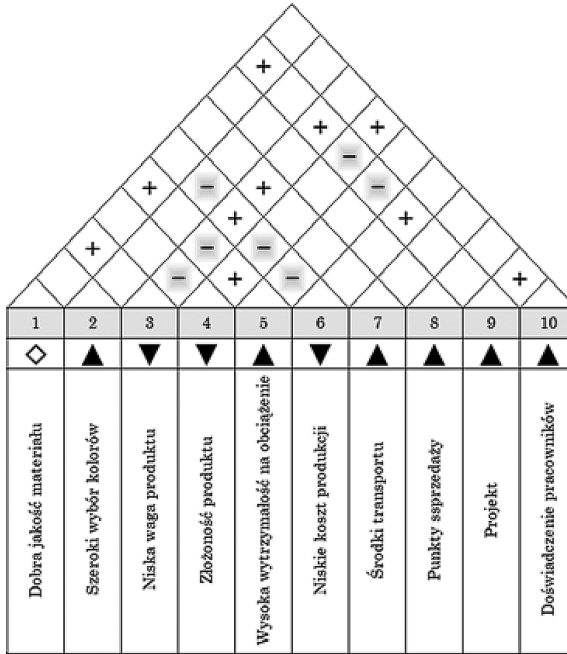 +
+ +
−
+ − + −
+ +
+ − −
− + − +
1 2 3 4 5 6 7 8 9 10
Dobra jakość materiału
Szeroki wybór kolorów
Niska waga produktu
Złożoność produktu
Wysoka wytrzymałość na obciążenie
Niskie koszt produkcji
Środki transportu
Punkty ssprzedaży
Projekt
Doświadczenie pracowników